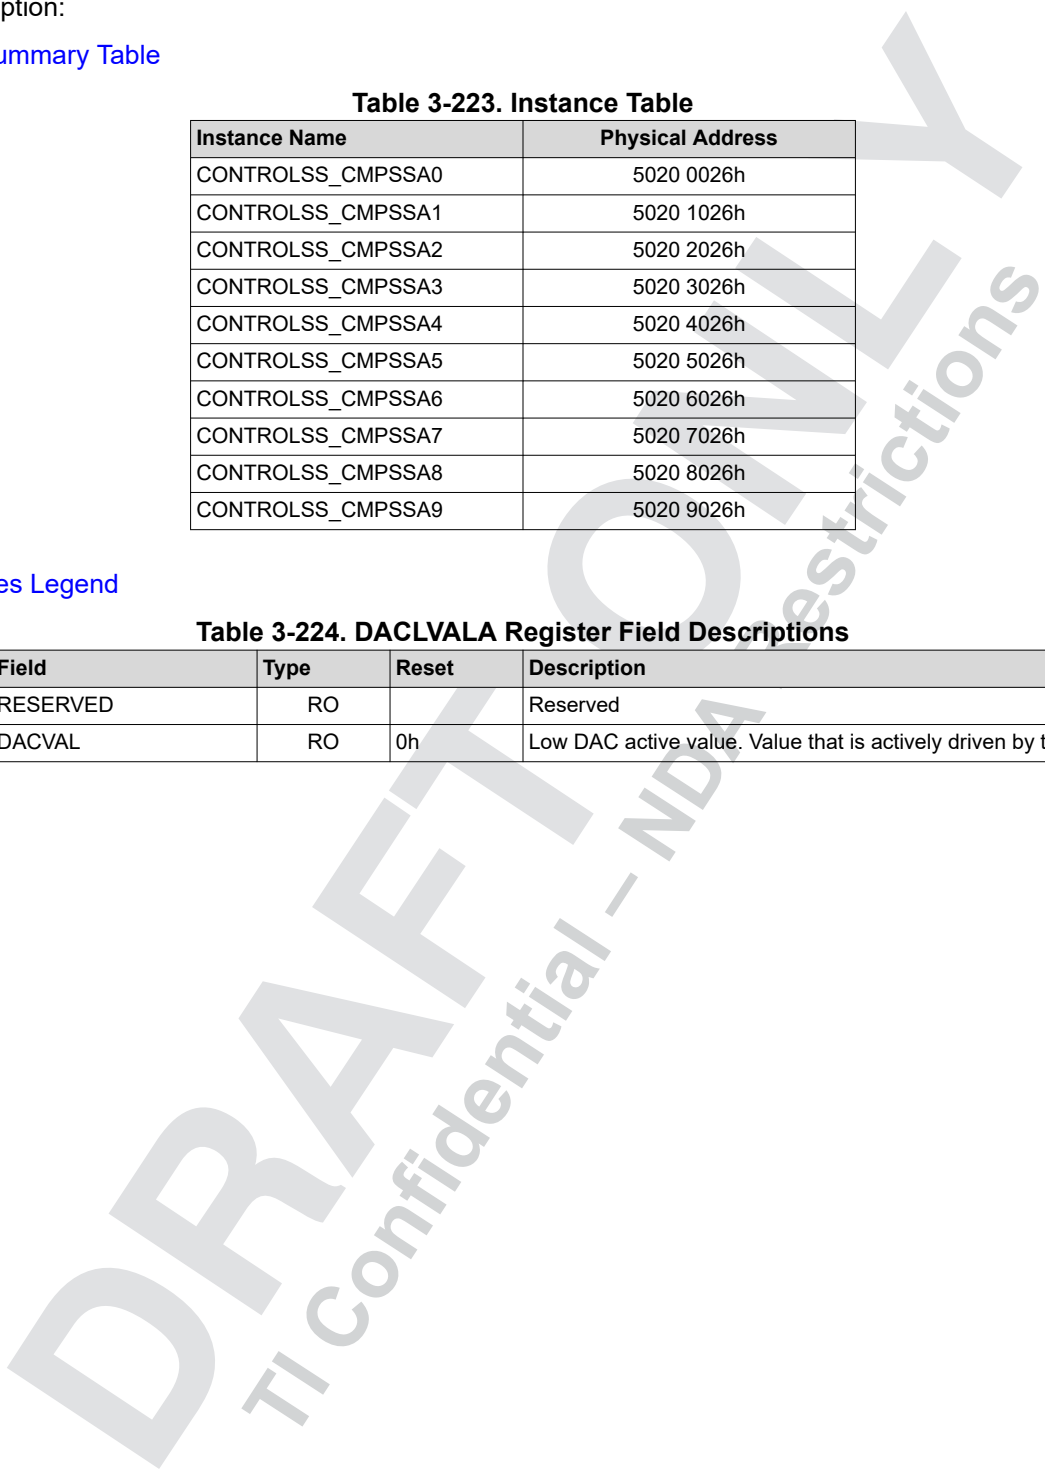 ption:
ummary Table
Table 3-223. Instance Table
Instance Name Physical Address
CONTROLSS_CMPSSA0 5020 0026h
CONTROLSS_CMPSSA1 5020 1026h
CONTROLSS_CMPSSA2 5020 2026h
CONTROLSS_CMPSSA3 5020 3026h
CONTROLSS_CMPSSA4 5020 4026h
CONTROLSS_CMPSSA5 5020 5026h
CONTROLSS_CMPSSA6 5020 6026h
CONTROLSS_CMPSSA7 5020 7026h
CONTROLSS_CMPSSA8 5020 8026h
CONTROLSS_CMPSSA9 5020 9026h
es Legend
Table 3-224. DACLVALA Register Field Descriptions
Field Type Reset Description
RESERVED RO Reserved
DACVAL RO 0h Low DAC active value. Value that is actively driven by t
DRAFT ONLY
TI Confidential – NDA Restrictions